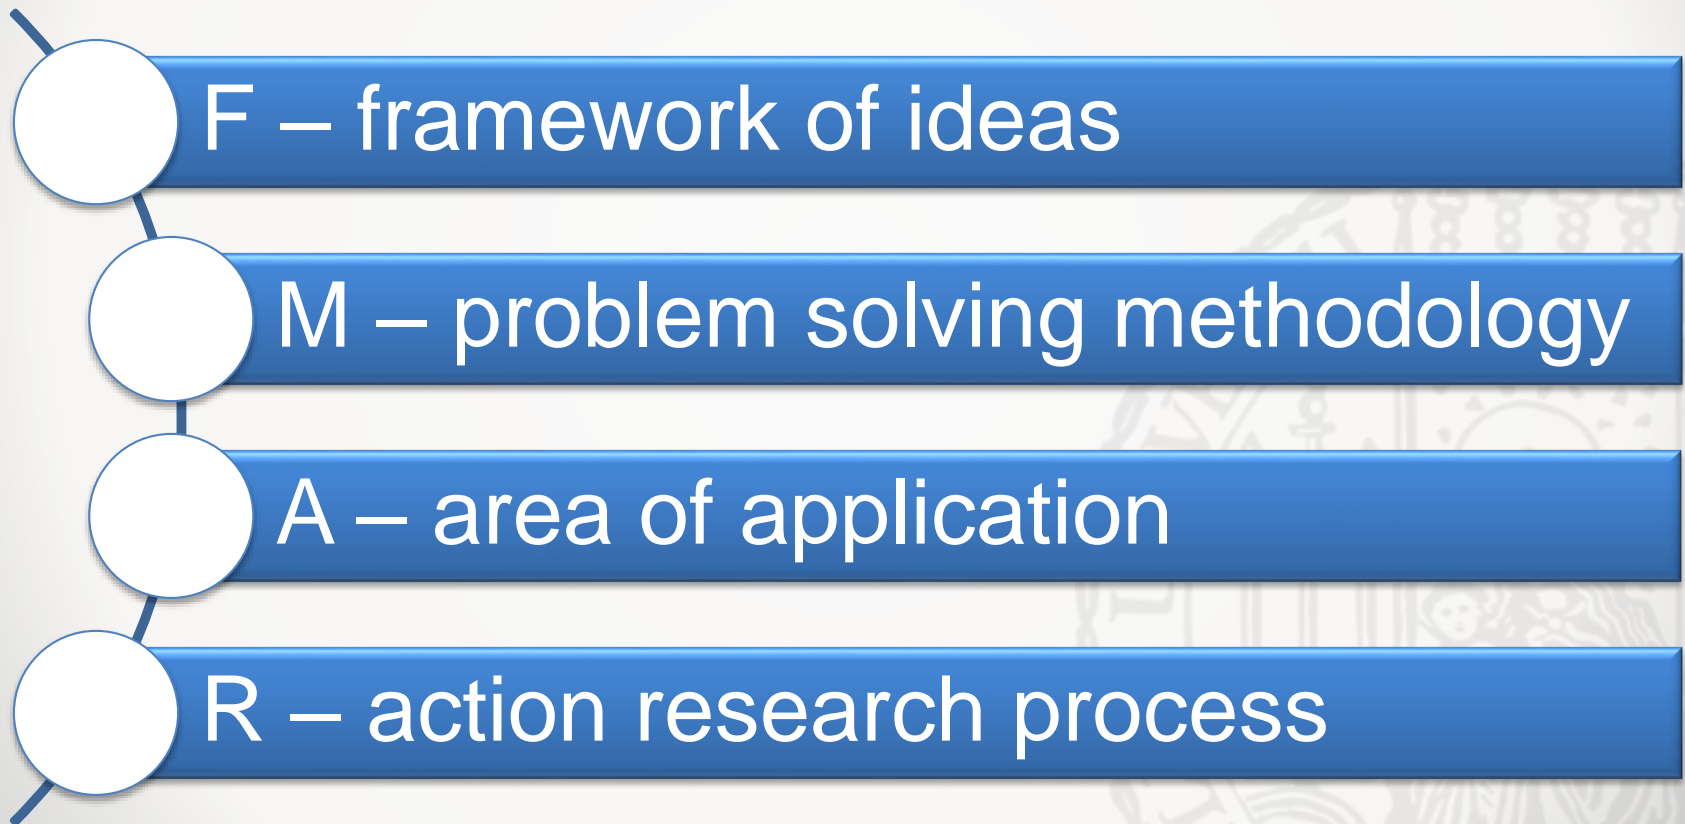 F – framework of ideas
M – problem solving methodology
A – area of application
R – action research process